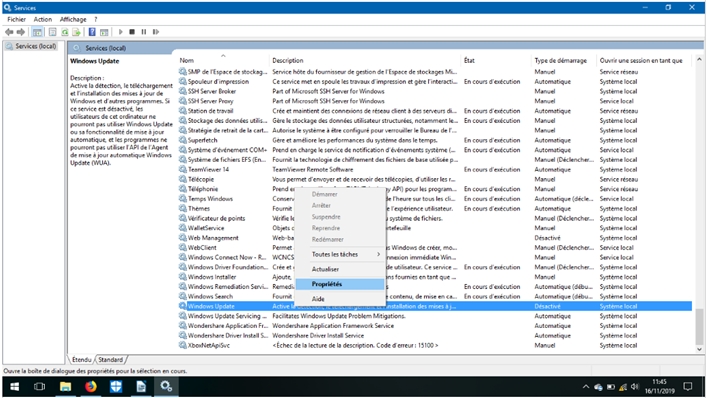 Services
Fichier Action Affichage ?
Services (local)
Services (local)
Windows Update
Description :
Active la détection, le téléchargement
et l'installation des mises à jour de
Windows et d'autres programmes. Si
ce service est désactivé, les
utilisateurs de cet ordinateur ne
pourront pas utiliser Windows Update
ou sa fonctionnalité de mise à jour
automatique, et les programmes ne
pourront pas utiliser l'API de l'Agent
de mise à jour automatique Windows
Update (WUA).
Nom Description État Type de démarrage Ouvrir une session en tant que
SMP de l'Espace de stockag... Service hôte du fournisseur de gestion de l'Espace de stockages Mi... Manuel Service réseau
Spouleur d'impression Ce service met en spoule les travaux d'impression et gère l'interacti... En cours d'exécution Automatique Système local
SSH Server Broker Part of Microsoft SSH Server for Windows Manuel Système local
SSH Server Proxy Part of Microsoft SSH Server for Windows Manuel Service local
Station de travail Crée et maintient des connexions de réseau client à des serveurs di... En cours d'exécution Automatique Service réseau
Stockage des données utilis... Gère le stockage des données utilisateur structurées, notamment le... En cours d'exécution Manuel Système local
Stratégie de retrait de la cart... Autorise le système à être configuré pour verrouiller le Bureau de l'... Manuel Système local
Superfetch Gère et améliore les performances du système dans le temps. En cours d'exécution Automatique Système local
Système d'événement COM+ Prend en charge le service de notification d'événements système (... En cours d'exécution Automatique Service local
Système de fichiers EFS (En... Fournit la technologie de chiffrement des fichiers de base utilisée p... Manuel (Déclencher... Système local
TeamViewer 14 TeamViewer Remote Software En cours d'exécution Automatique Système local
Télécopie Vous permet d'envoyer et de recevoir des télécopies, d'utiliser les r... Manuel Service réseau
Téléphonie Prend en API) pour les program... En cours d'exécution Manuel Service réseau
Temps Windows Conserv de l'heure sur tous les cli... Manuel (Déclencher... Service local
Thèmes Fournit l'expérience utilisateur. En cours d'exécution Automatique Système local
Vérificateur de points Vérifie le du système de fichiers. Manuel (Déclencher... Système local
WalletService Objets Manuel Système local
Web Management Web-ba Désactivé Système local
WebClient Permet Windows de créer, mo... Manuel (Déclencher... Service local
Windows Connect Now - R... WCNCS connexion immédiate Win... Manuel Service local
Windows Driver Foundation... Crée et utilisateur. Ce service ... En cours d'exécution Manuel (Déclencher... Système local
Windows Installer Ajoute, fournies en tant que ... Manuel Système local
Windows Remediation Servi... Automatique (débu... Système local
Windows Search Fournit contenu, de mise en ca... En cours d'exécution Automatique (débu... Système local
Windows Update Active la installation des mises à j... Désactivé Système local
Windows Update Servicing ... Facilitates Windows Update Problem Mitigations. Automatique Système local
Wondershare Application Fr... Wondershare Application Framework Service Automatique Système local
Wondershare Driver Install S... Wondershare Driver Install Service Automatique Système local
XboxNetApiSvc <Échec de la lecture de la description. Code d'erreur : 15100 > Manuel Système local
Démarrer
Arrêter
Suspendre
Reprendre
Redémarrer
Toutes les tâches
Actualiser
Propriétés
Aide
Étendu Standard
Ouvre la boîte de dialogue des propriétés pour la sélection en cours.
11:45
16/11/2019